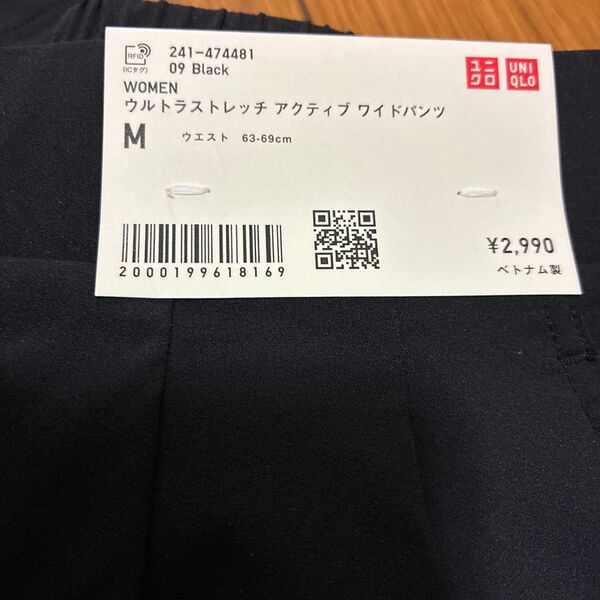 RFID
(ICタグ)
241-474481
09 Black
ユニ
クロ
UNI
QLO
WOMEN
ウルトラストレッチ アクティブ ワイドパンツ
M ウエスト 63-69cm
2000199618169
¥2,990
ベトナム製